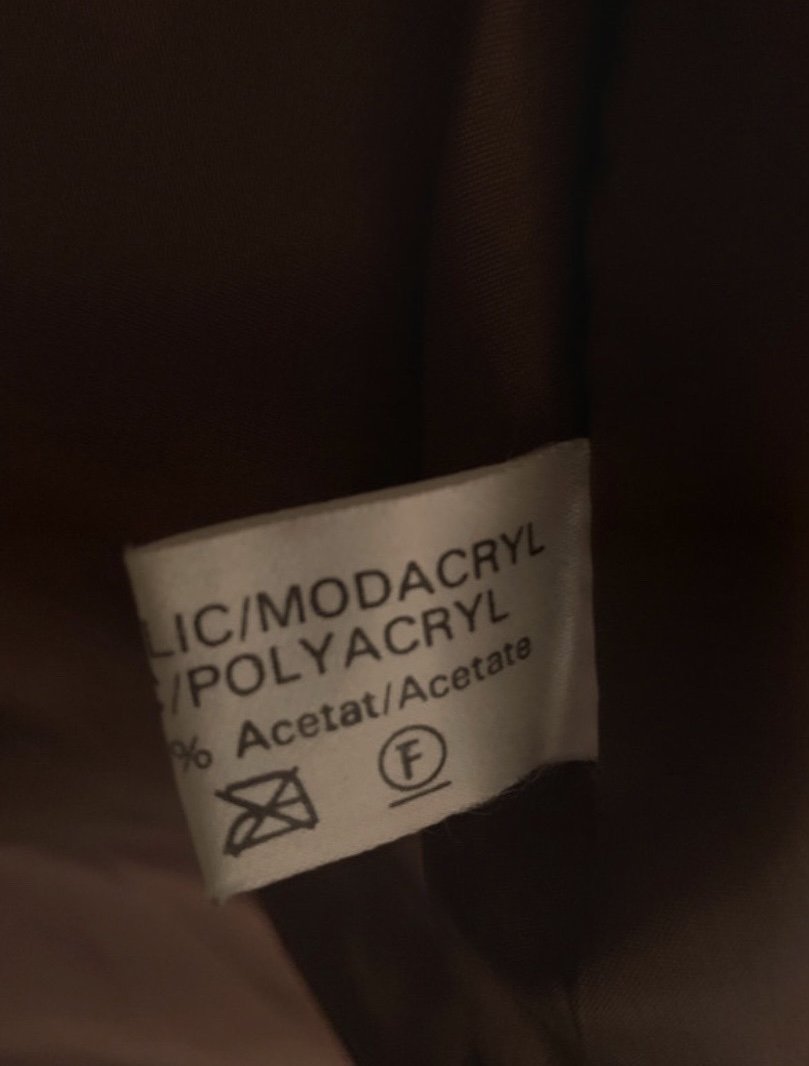 LIC/MODACRYL
/POLYACRYL
% Acetat/Acetate
F